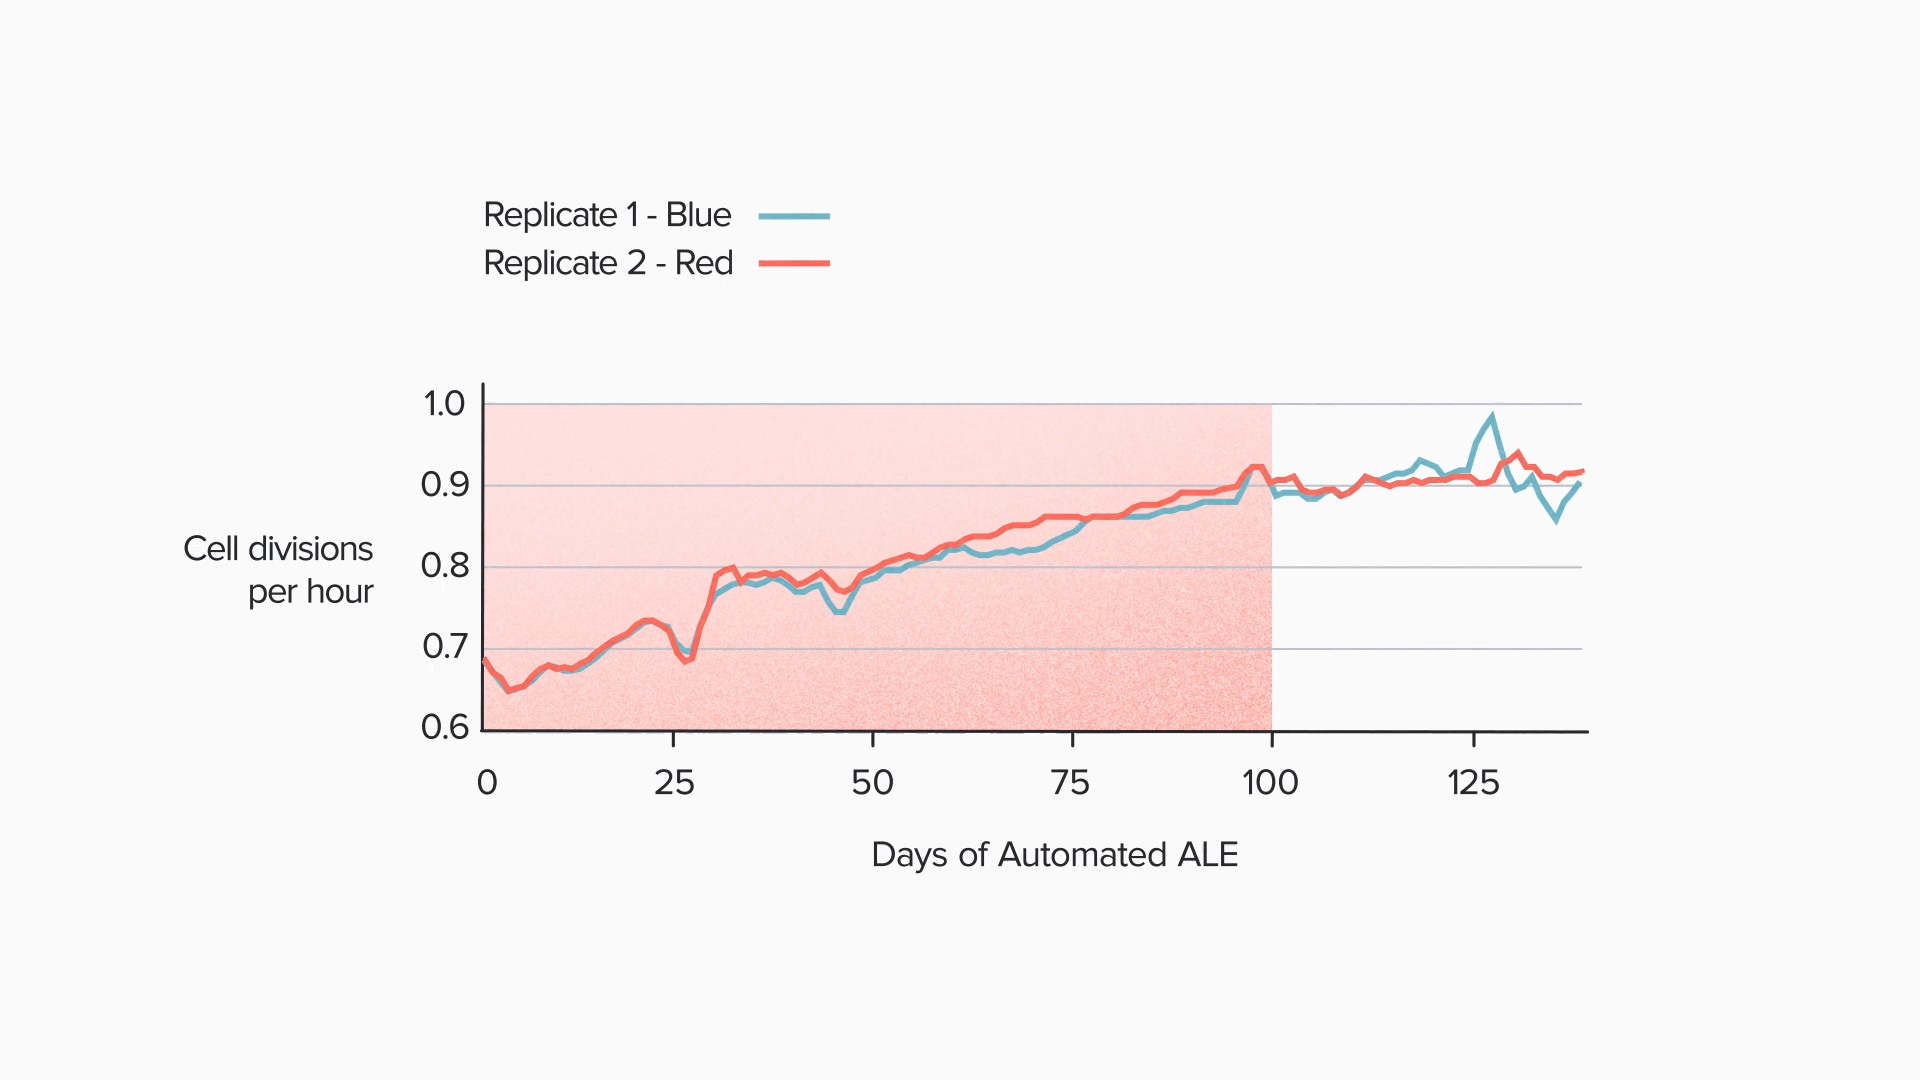 Replicate 1 - Blue
Replicate 2 - Red
1.0
0.9
0.8
0.7
0.6
Cell divisions
per hour
0 25 50 75 100 125
Days of Automated ALE